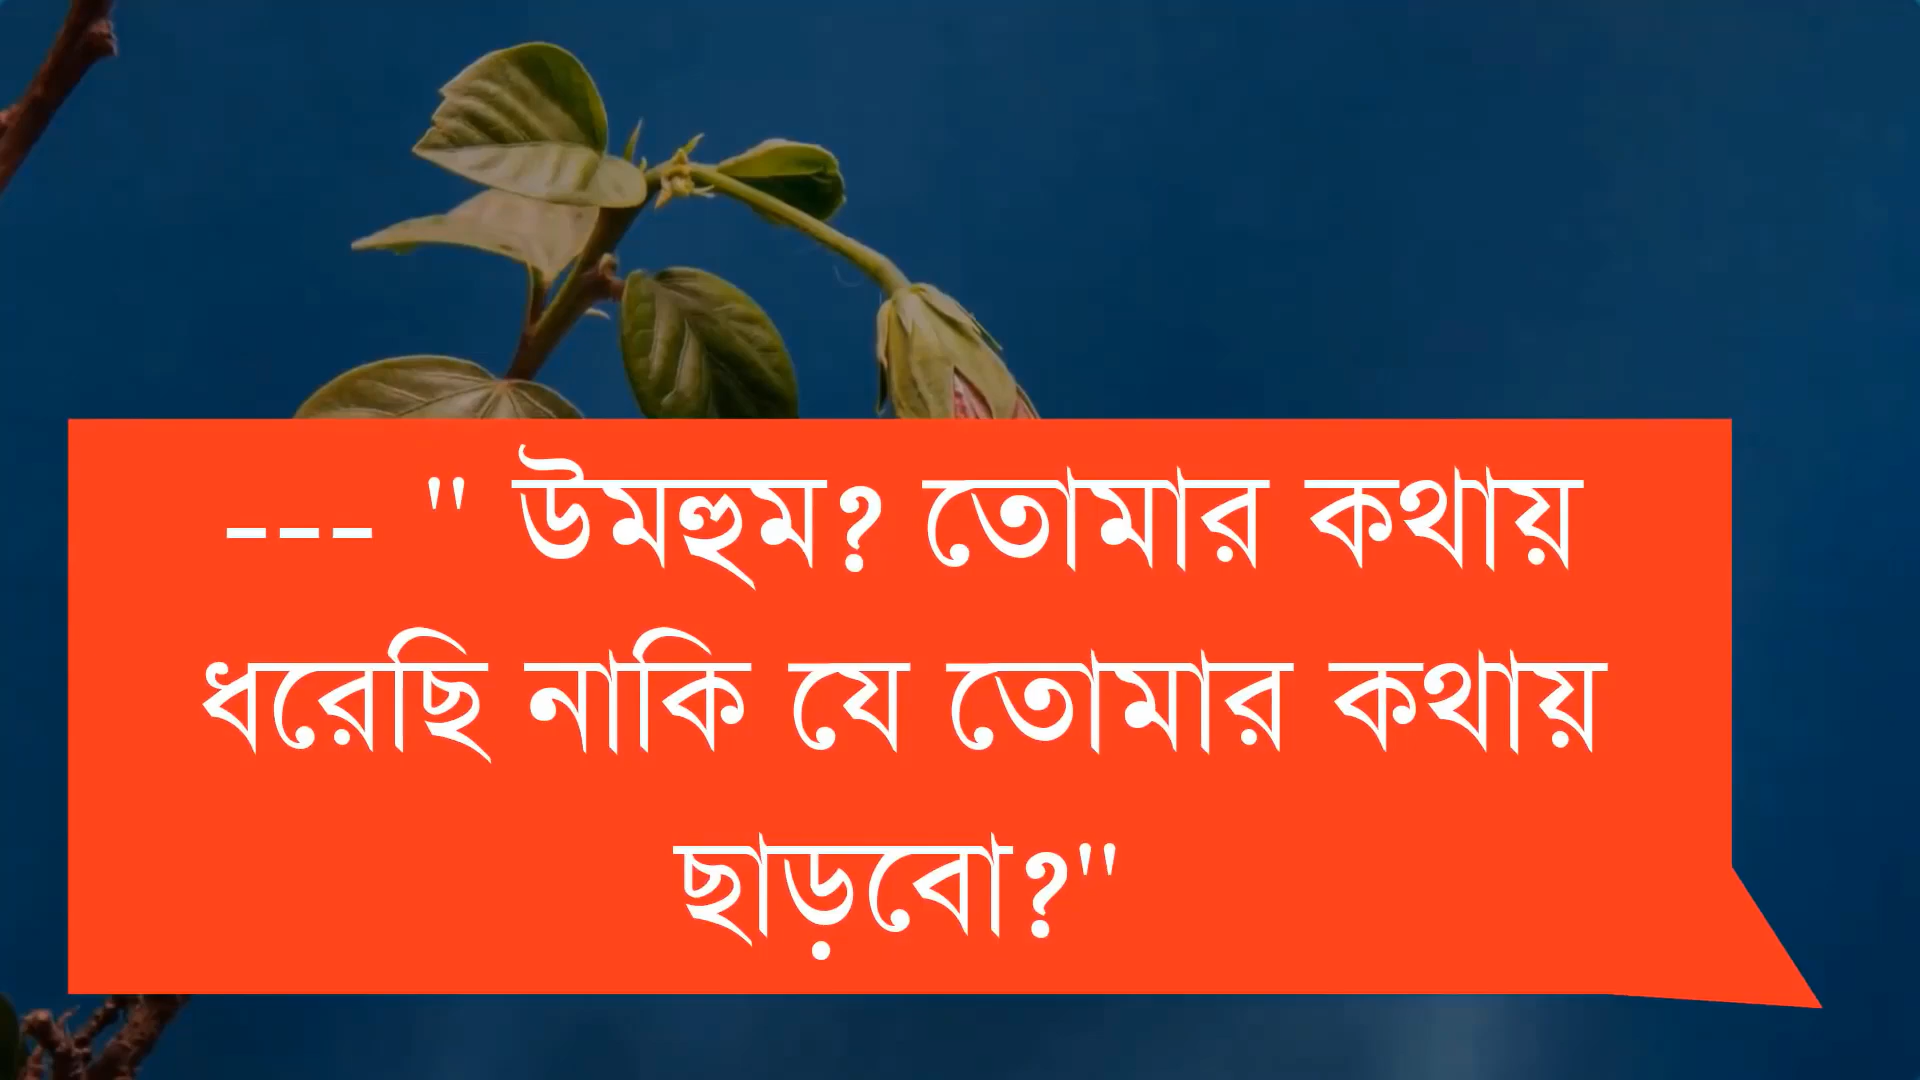 --- " উমহুম? তোমার কথায়
ধরেছি নাকি যে তোমার কথায়
ছাড়বো?"